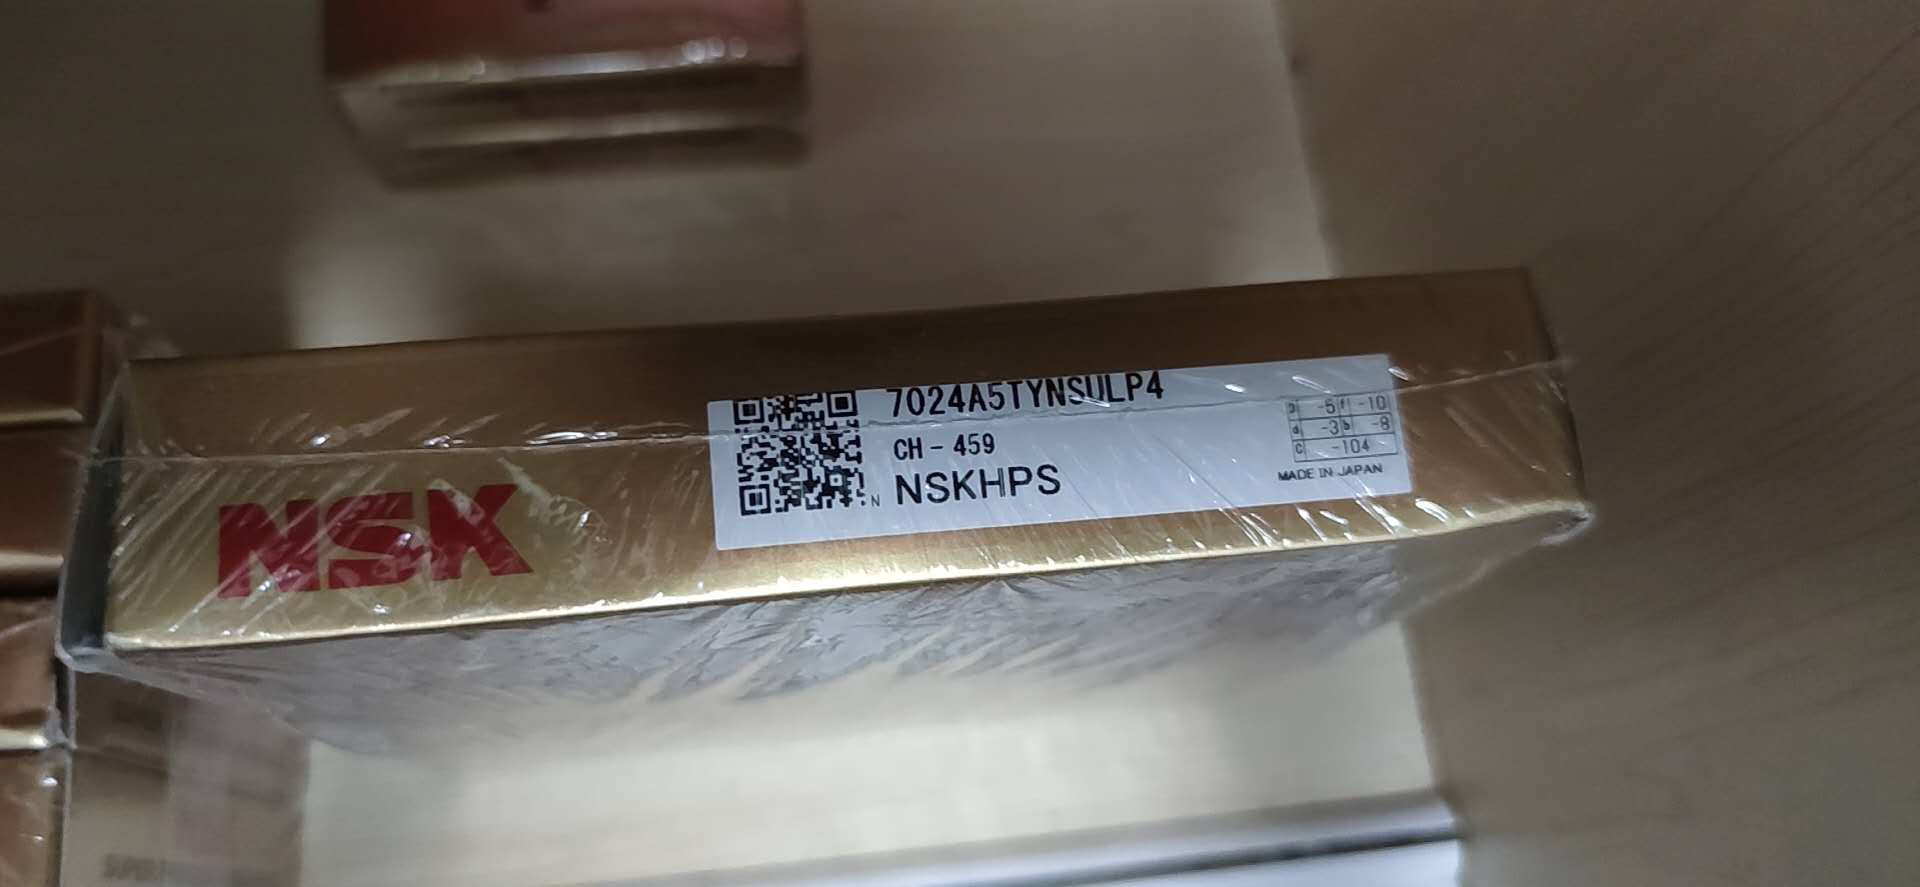 NSK
7024A5TYNSULP4
CH-459
N NSKHPS
D -5 f -10
d -3 b -8
C -104
MADE IN JAPAN